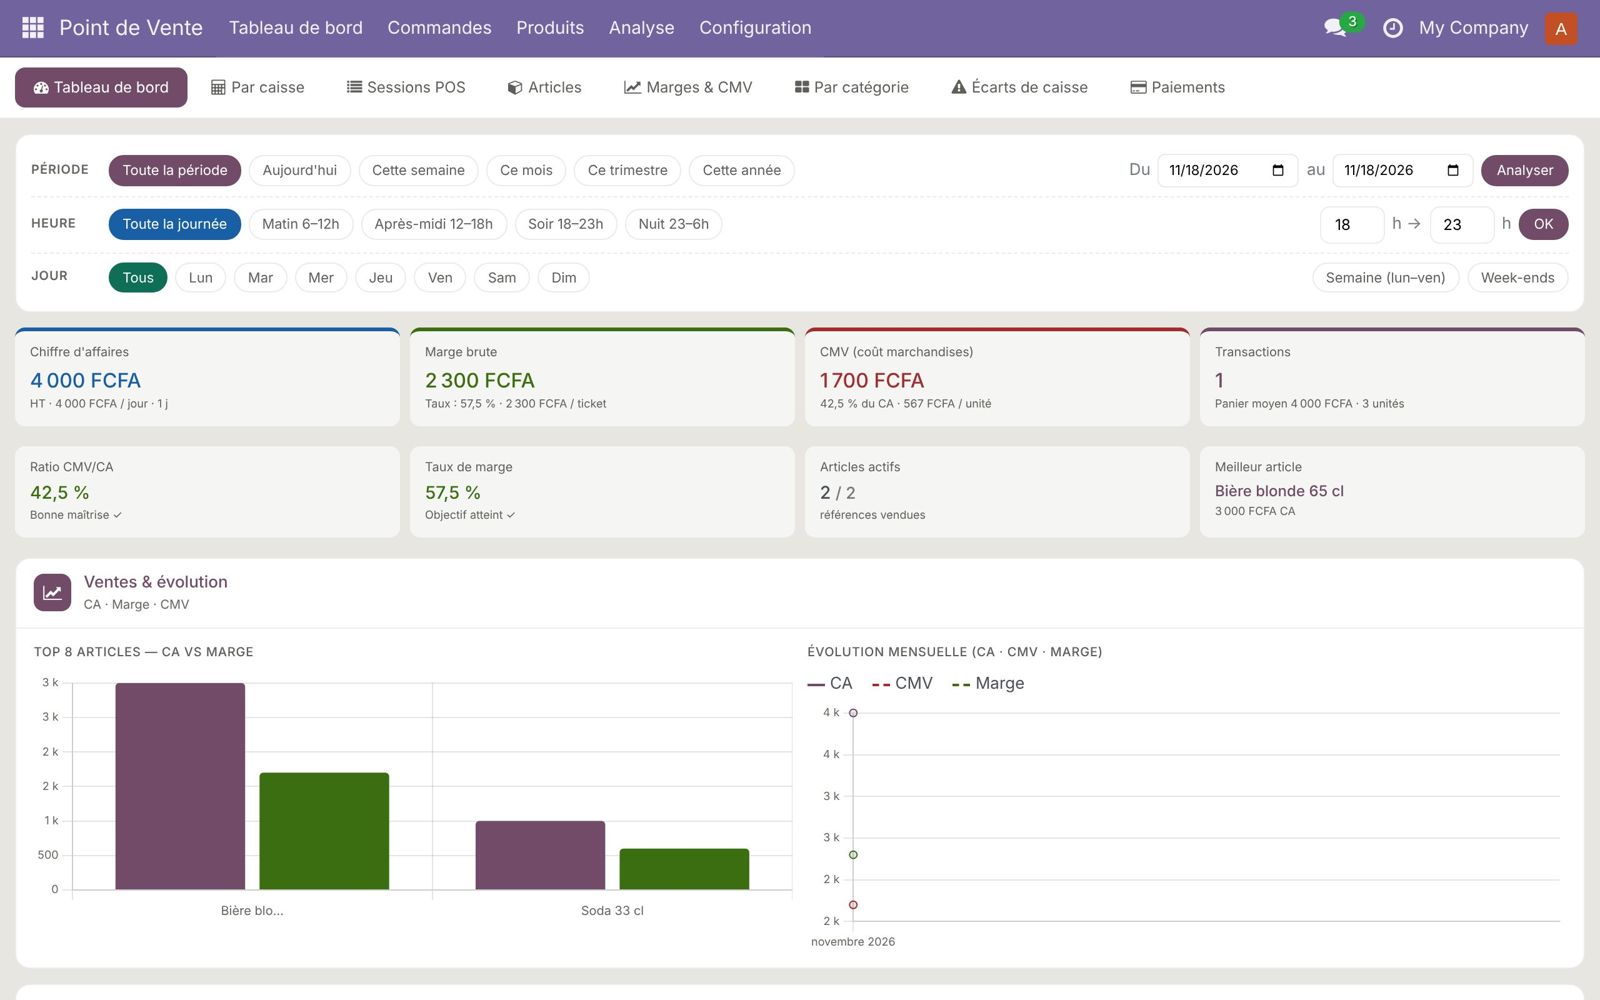 Point de Vente Tableau de bord Commandes Produits Analyse Configuration 3 My Company A
Tableau de bord Par caisse Sessions POS Articles Marges & CMV Par catégorie Écarts de caisse Paiements
PÉRIODE Toute la période Aujourd'hui Cette semaine Ce mois Ce trimestre Cette année Du 11/18/2026 au 11/18/2026 Analyser
HEURE Toute la journée Matin 6–12h Après-midi 12–18h Soir 18–23h Nuit 23–6h 18 h → 23 h OK
JOUR Tous Lun Mar Mer Jeu Ven Sam Dim Semaine (lun–ven) Week-ends
Chiffre d'affaires
4 000 FCFA
HT · 4 000 FCFA / jour · 1 j
Marge brute
2 300 FCFA
Taux : 57,5 % · 2 300 FCFA / ticket
CMV (coût marchandises)
1 700 FCFA
42,5 % du CA · 567 FCFA / unité
Transactions
1
Panier moyen 4 000 FCFA · 3 unités
Ratio CMV/CA
42,5 %
Bonne maîtrise ✓
Taux de marge
57,5 %
Objectif atteint ✓
Articles actifs
2 / 2
références vendues
Meilleur article
Bière blonde 65 cl
3 000 FCFA CA
Ventes & évolution
CA · Marge · CMV
TOP 8 ARTICLES — CA VS MARGE
3 k
3 k
2 k
2 k
1 k
500
0
Bière blo... Soda 33 cl
ÉVOLUTION MENSUELLE (CA · CMV · MARGE)
CA CMV Marge
4 k
4 k
3 k
3 k
2 k
2 k
novembre 2026